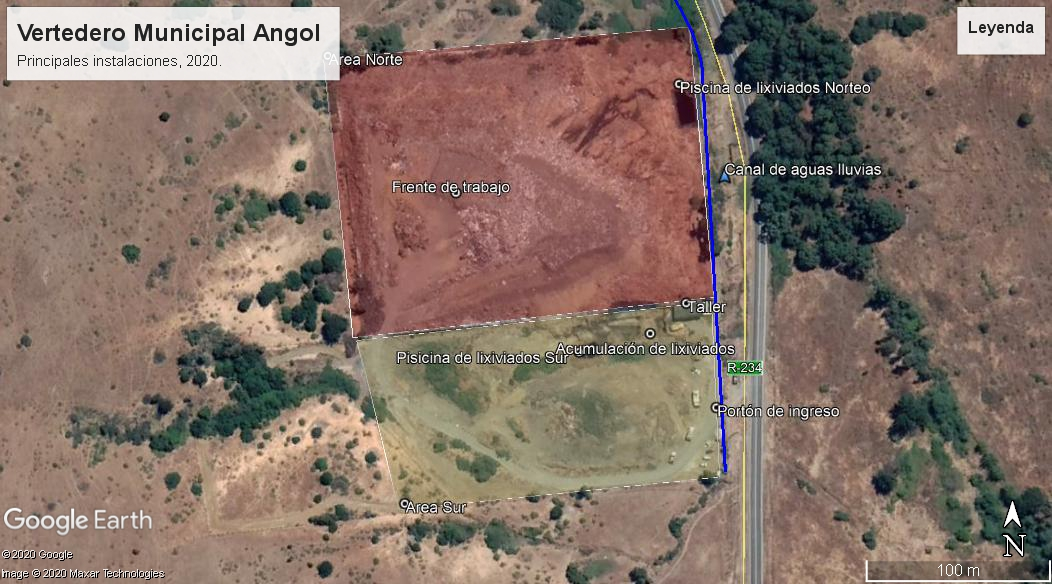 Vertedero Municipal Angol
Principales instalaciones, 2020.
Leyenda
Area Norte
Piscina de lixiviados Norteo
Canal de aguas lluvias
Frente de trabajo
Taller
Acumulación de lixiviados
Pisicina de lixiviados Sur
R-234
Portón de ingreso
Area Sur
Google Earth
N
© 2020 Google
Image © 2020 Maxar Technologies
100 m